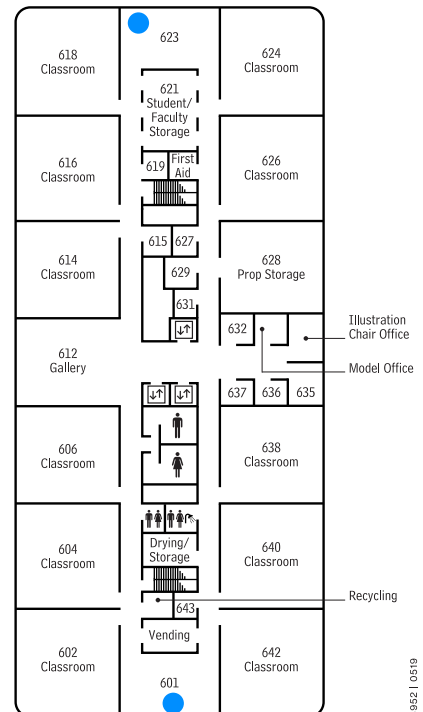 618
Classroom
623
624
Classroom
621
Student/
Faculty
Storage
616
Classroom
619
First
Aid
626
Classroom
614
Classroom
615
627
629
631
628
Prop Storage
632
Illustration
Chair Office
Model Office
612
Gallery
637
636
635
606
Classroom
638
Classroom
604
Classroom
Drying/
Storage
640
Classroom
Recycling
643
Vending
602
Classroom
601
642
Classroom
952 | 0519